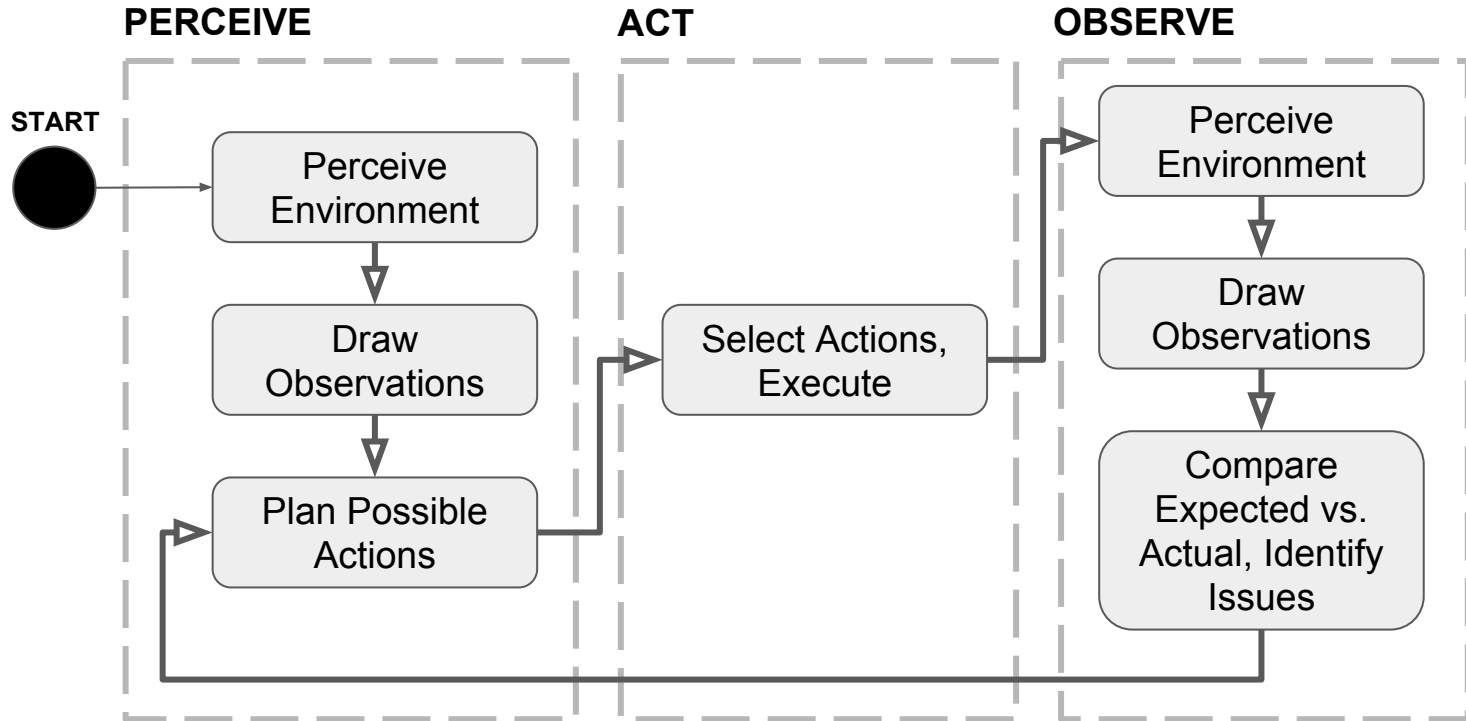 PERCEIVE
ACT
OBSERVE
START
Perceive
Environment
Draw
Observations
Plan Possible
Actions
Select Actions,
Execute
Perceive
Environment
Draw
Observations
Compare
Expected vs.
Actual, Identify
Issues